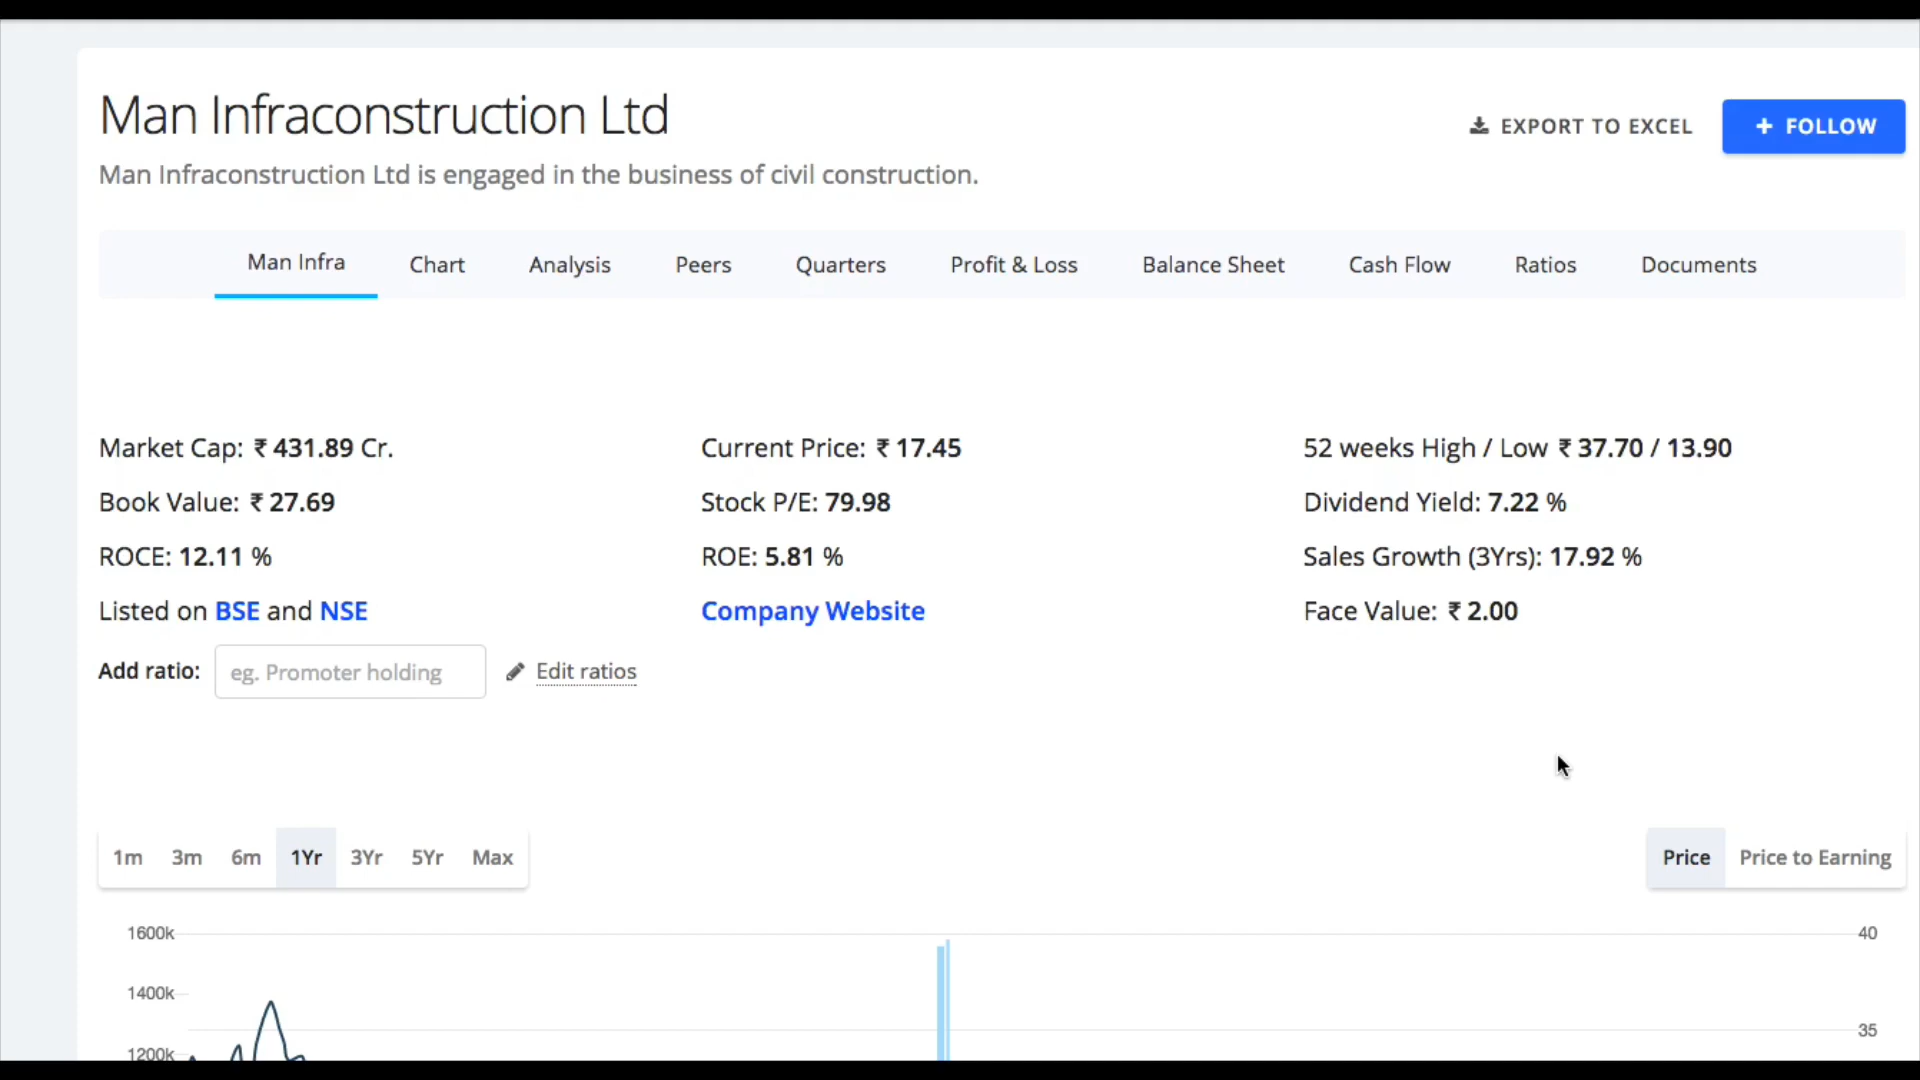 Man Infraconstruction Ltd
EXPORT TO EXCEL
+ FOLLOW
Man Infraconstruction Ltd is engaged in the business of civil construction.
Man Infra Chart Analysis Peers Quarters Profit & Loss Balance Sheet Cash Flow Ratios Documents
Market Cap: ₹ 431.89 Cr.
Current Price: ₹ 17.45
52 weeks High / Low ₹ 37.70 / 13.90
Book Value: ₹ 27.69
Stock P/E: 79.98
Dividend Yield: 7.22 %
ROCE: 12.11 %
ROE: 5.81 %
Sales Growth (3Yrs): 17.92 %
Listed on BSE and NSE
Company Website
Face Value: ₹ 2.00
Add ratio: eg. Promoter holding Edit ratios
1m 3m 6m 1Yr 3Yr 5Yr Max
Price Price to Earning
1600k
40
1400k
35
1200k